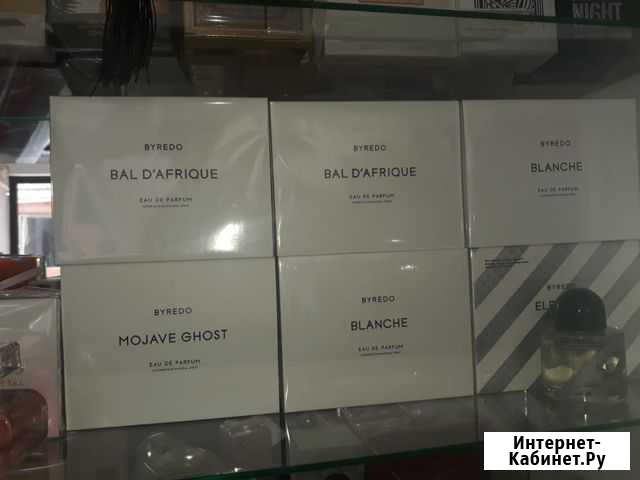 NIGHT
BYREDO
BAL D'AFRIQUE
EAU DE PARFUM
BYREDO
BAL D'AFRIQUE
EAU DE PARFUM
BYREDO
BLANCHE
EAU DE PARFUM
BYREDO
MOJAVE GHOST
EAU DE PARFUM
BYREDO
BLANCHE
EAU DE PARFUM
BYREDO
Интернет-
Кабинет.Ру